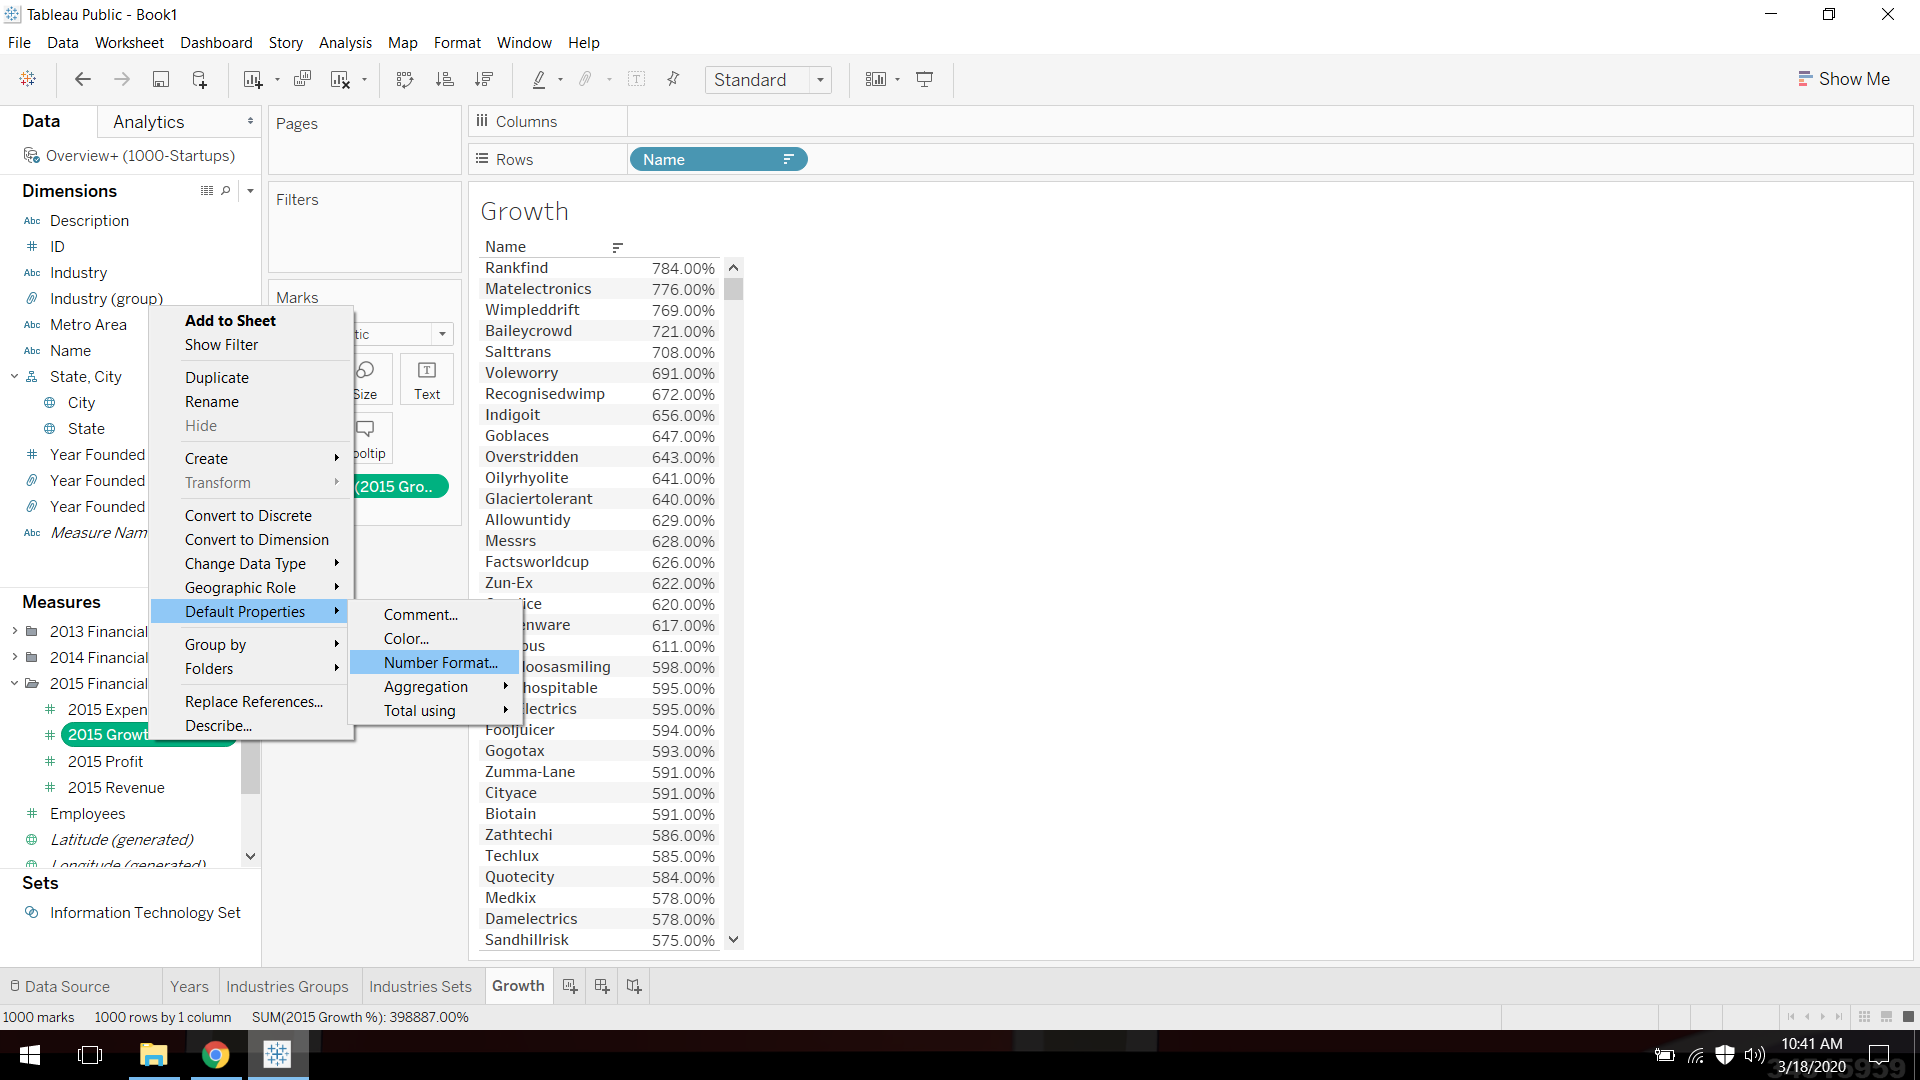 Tableau Public - Book1
File Data Worksheet Dashboard Story Analysis Map Format Window Help
Standard
Show Me
Data Analytics
Overview+ (1000-Startups)
Dimensions
Abc Description
# ID
Abc Industry
Industry (group)
Abc Metro Area
Abc Name
State, City
City
State
# Year Founded
Year Founded
Year Founded
Abc Measure Nam
Measures
2013 Financial
2014 Financial
2015 Financial
# 2015 Expen
# 2015 Growt
# 2015 Profit
# 2015 Revenue
# Employees
Latitude (generated)
Longitude (generated)
Sets
Information Technology Set
Add to Sheet
Show Filter
Duplicate
Rename
Hide
Create
Transform
Convert to Discrete
Convert to Dimension
Change Data Type
Geographic Role
Default Properties
Group by
Folders
Replace References...
Describe...
Comment...
Color...
Number Format...
Aggregation
Total using
Pages
Filters
Marks
tic
Size
Text
ooltip
(2015 Gro..
Columns
Rows
Name
Growth
Name
Rankfind 784.00%
Matelectronics 776.00%
Wimpleddrift 769.00%
Baileycrowd 721.00%
Salttrans 708.00%
Voleworry 691.00%
Recognisedwimp 672.00%
Indigoit 656.00%
Goblaces 647.00%
Overstridden 643.00%
Oilyrhyolite 641.00%
Glaciertolerant 640.00%
Allowuntidy 629.00%
Messrs 628.00%
Factsworldcup 626.00%
Zun-Ex 622.00%
ice 620.00%
enware 617.00%
ous 611.00%
loosasmiling 598.00%
hospitable 595.00%
lectrics 595.00%
Fooljuicer 594.00%
Gogotax 593.00%
Zumma-Lane 591.00%
Cityace 591.00%
Biotain 591.00%
Zathtechi 586.00%
Techlux 585.00%
Quotecity 584.00%
Medkix 578.00%
Damelectrics 578.00%
Sandhillrisk 575.00%
Data Source Years Industries Groups Industries Sets Growth
1000 marks 1000 rows by 1 column SUM(2015 Growth %): 398887.00%
10:41 AM
3/18/2020